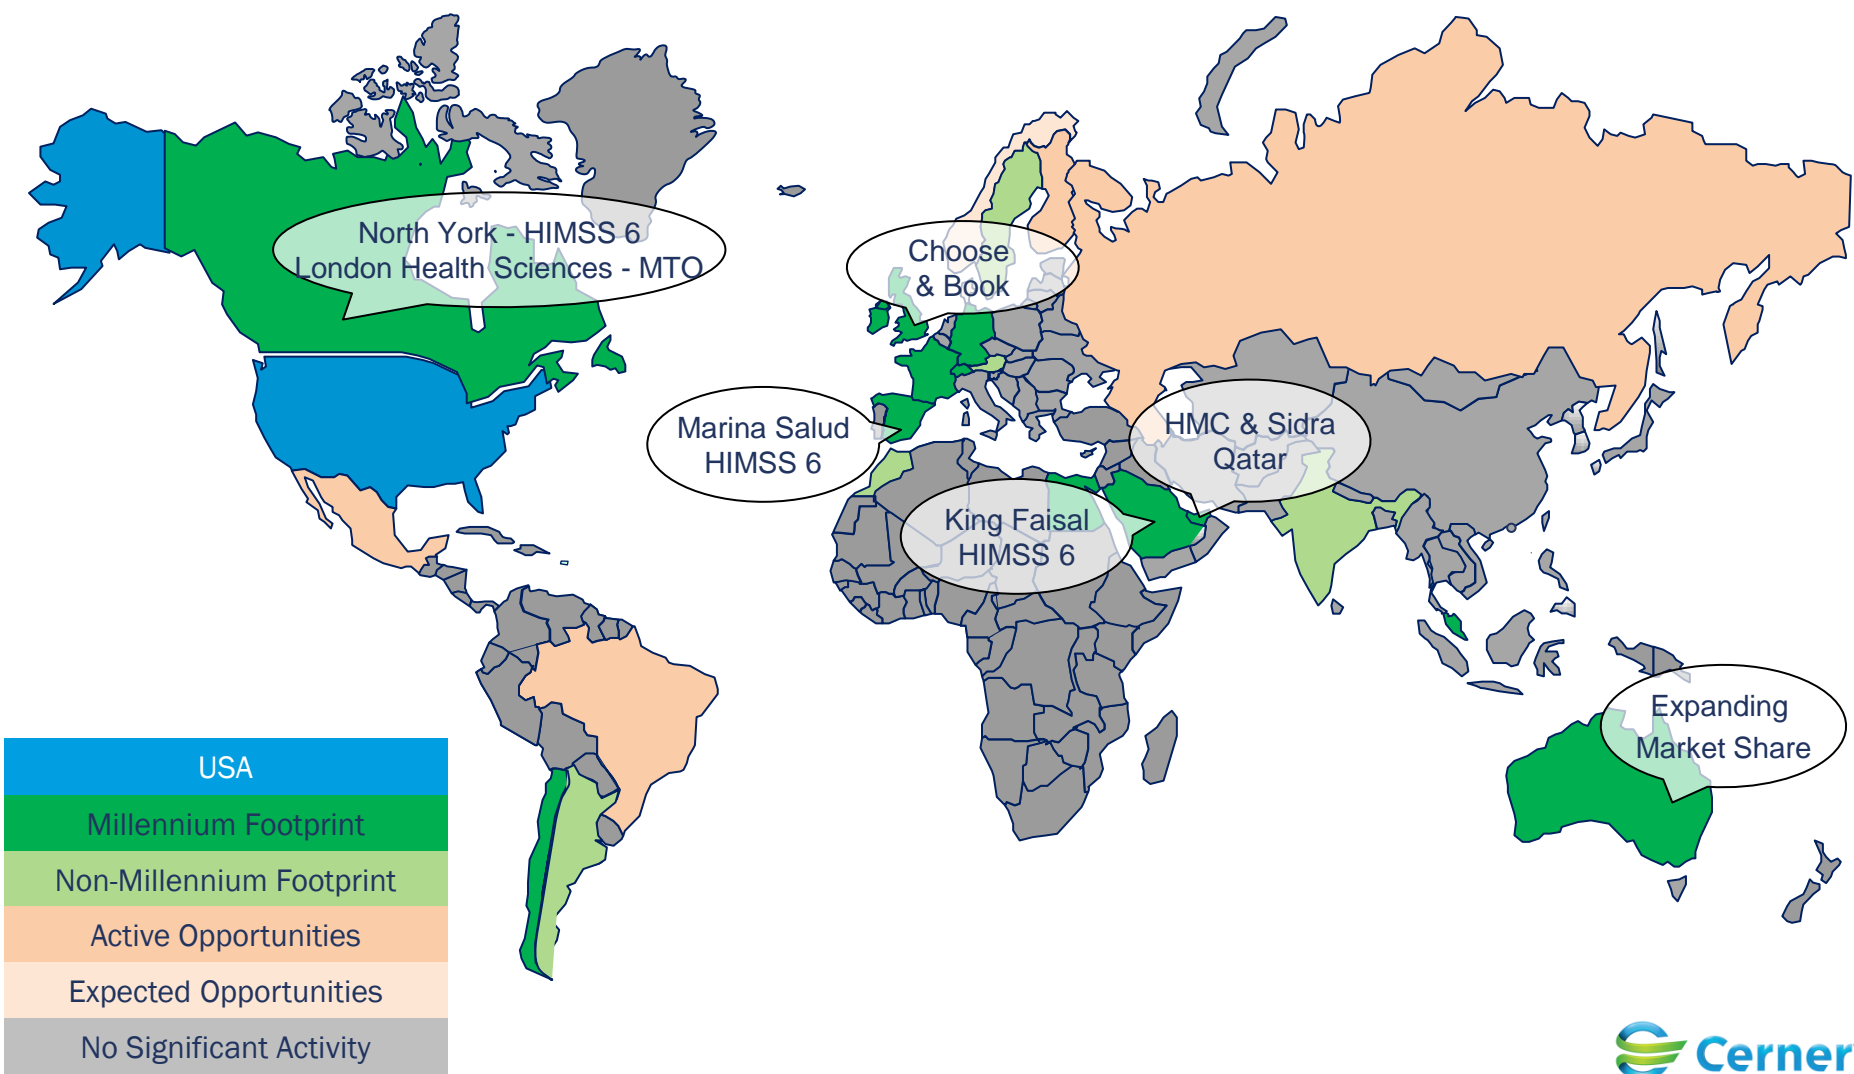 North York - HIMSS 6
London Health Sciences - MTO
Choose
& Book
Marina Salud
HIMSS 6
HMC & Sidra
Qatar
King Faisal
HIMSS 6
Expanding
Market Share
USA
Millennium Footprint
Non-Millennium Footprint
Active Opportunities
Expected Opportunities
No Significant Activity
Cerner